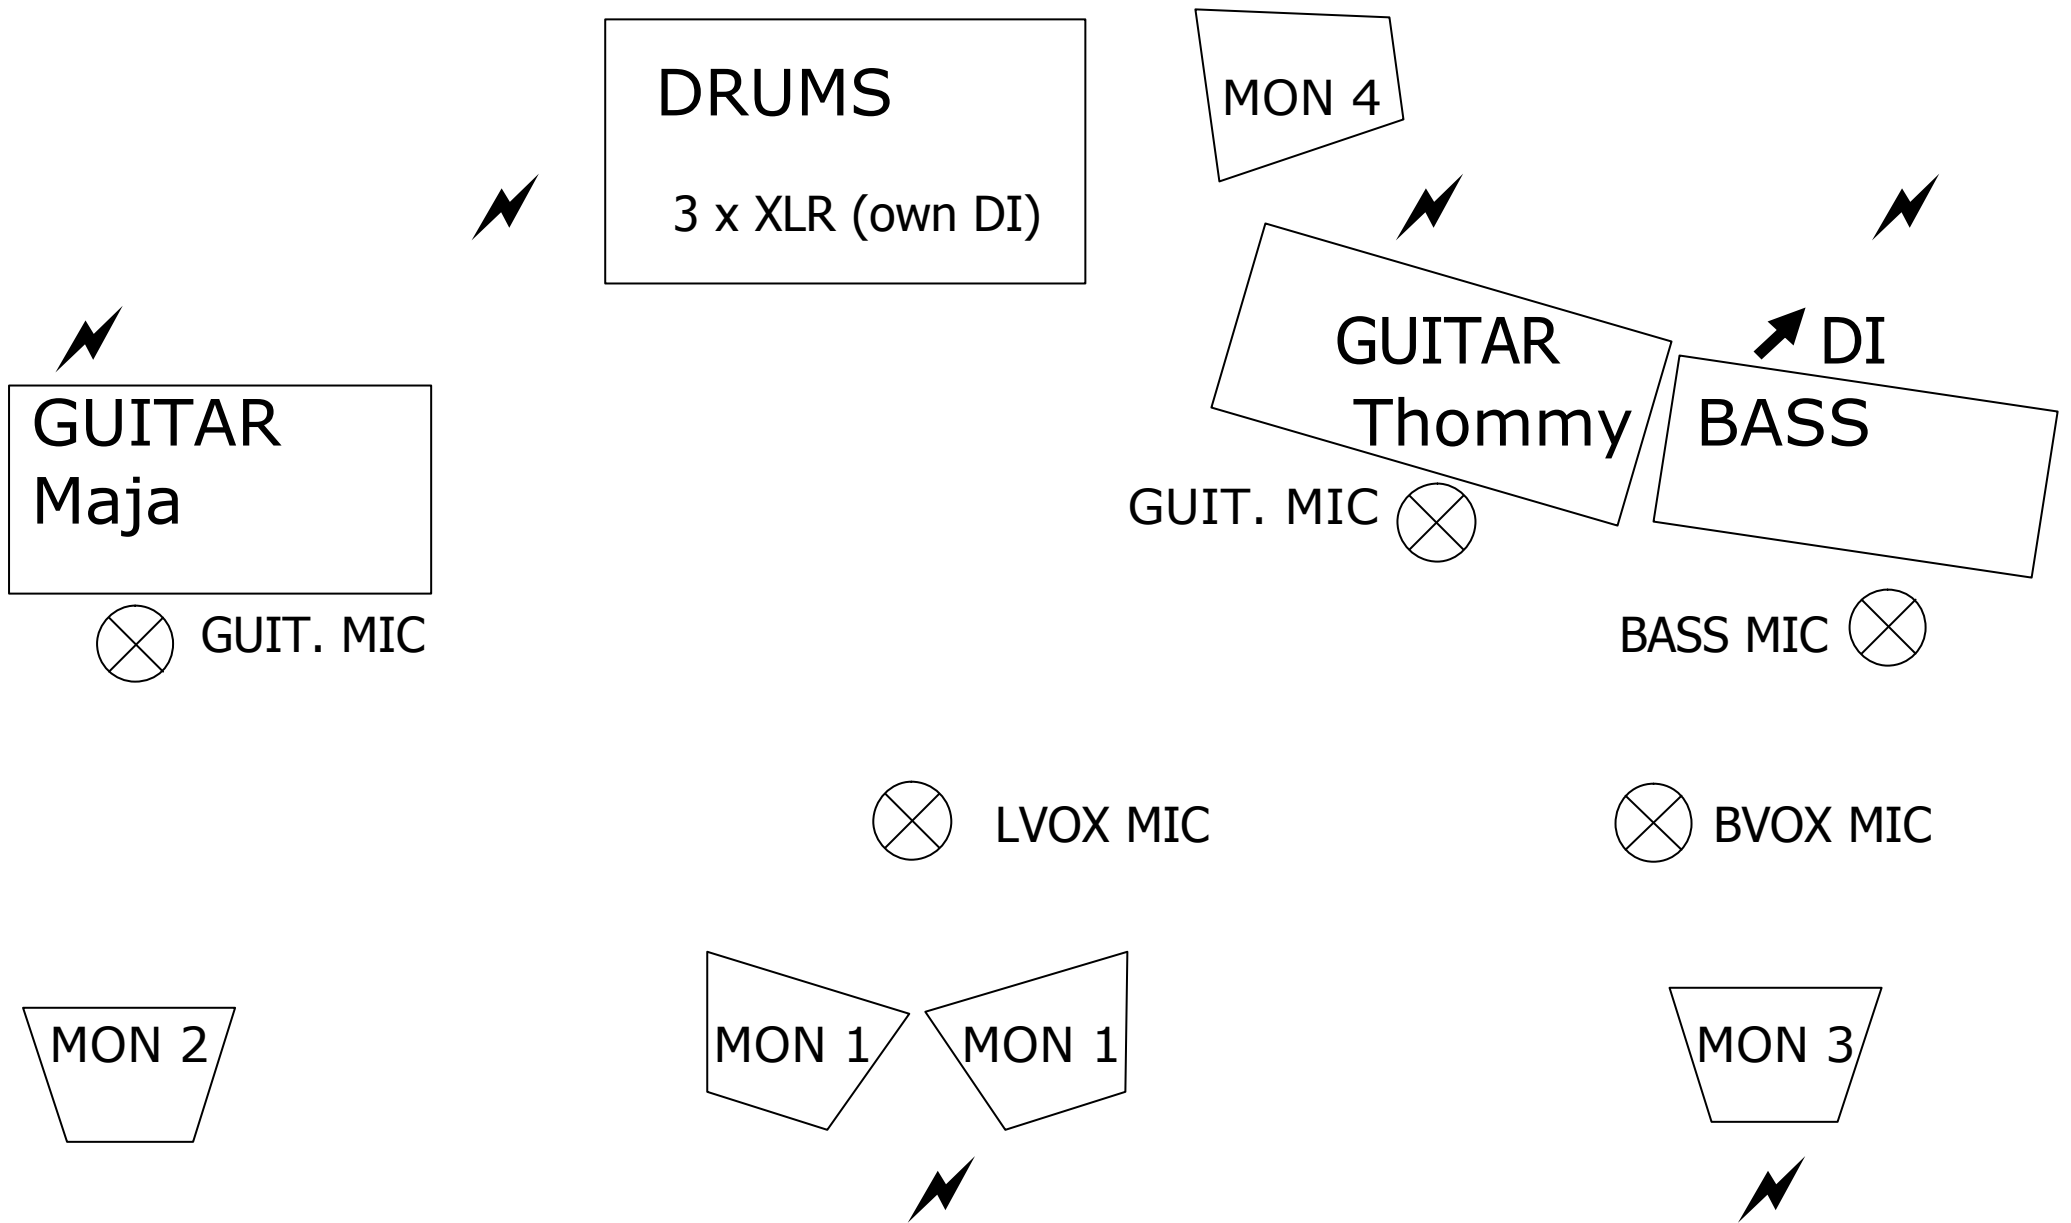 DRUMS
3 x XLR (own DI)
MON 4
GUITAR
Thommy
DI
BASS
GUITAR
Maja
GUIT. MIC
GUIT. MIC
BASS MIC
LVOX MIC
BVOX MIC
MON 2
MON 1
MON 1
MON 3